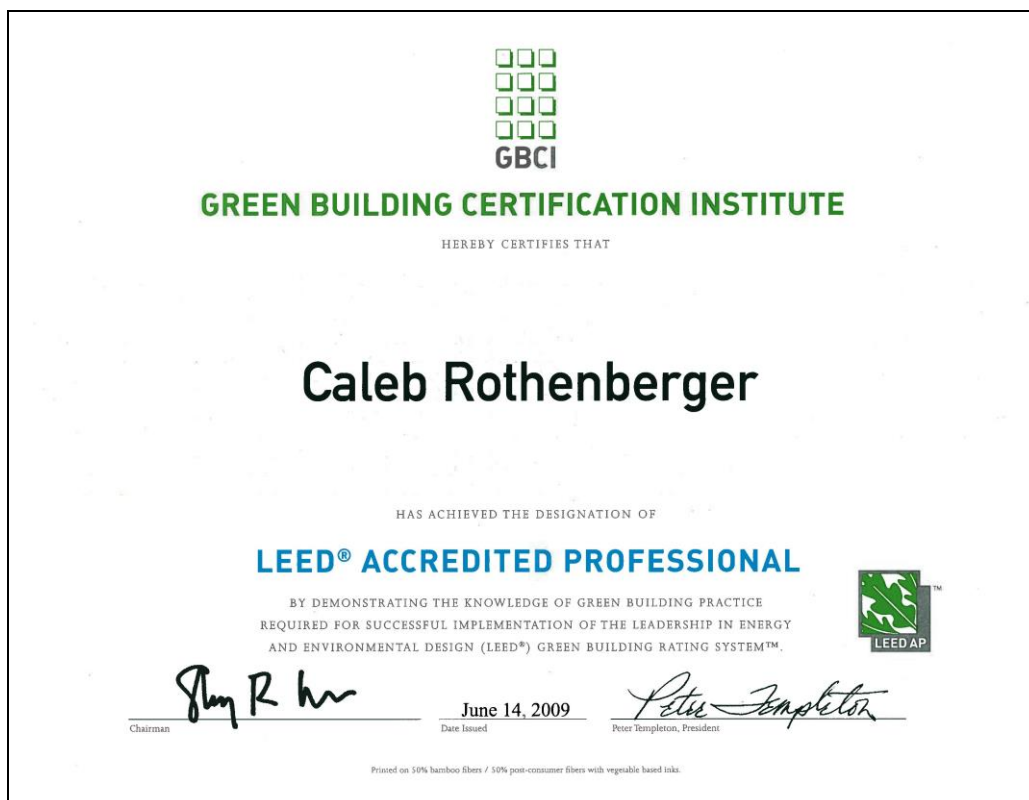 GBCI
GREEN BUILDING CERTIFICATION INSTITUTE
HEREBY CERTIFIES THAT
Caleb Rothenberger
HAS ACHIEVED THE DESIGNATION OF
LEED® ACCREDITED PROFESSIONAL
BY DEMONSTRATING THE KNOWLEDGE OF GREEN BUILDING PRACTICE
REQUIRED FOR SUCCESSFUL IMPLEMENTATION OF THE LEADERSHIP IN ENERGY
AND ENVIRONMENTAL DESIGN (LEED®) GREEN BUILDING RATING SYSTEM™.
LEED AP ™
Peter Templeton
June 14, 2009
Chairman
Date Issued
Peter Templeton, President
Printed on 50% bamboo fibers / 50% post-consumer fibers with vegetable based inks.